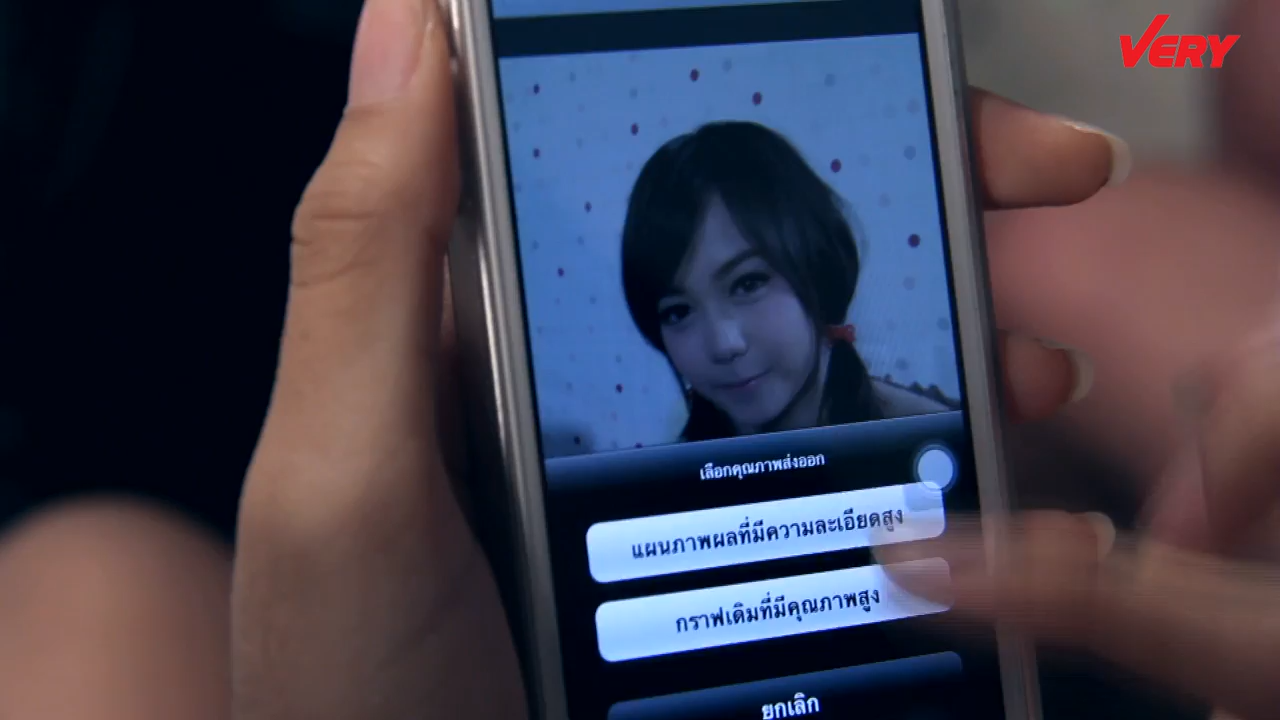 VERY
เลือกคุณภาพส่งออก
แผนภาพผลที่มีความละเอียดสูง
กราฟเดิมที่มีคุณภาพสูง
ยกเลิก